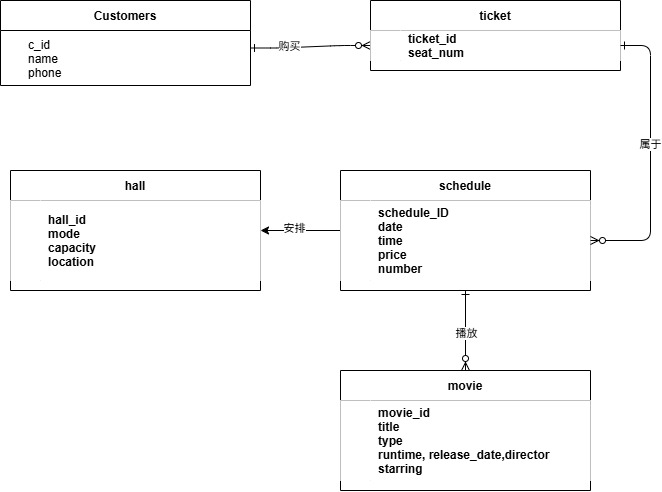 Customers
c_id
name
phone
购买
ticket
ticket_id
seat_num
属于
hall
hall_id
mode
capacity
location
安排
schedule
schedule_ID
date
time
price
number
播放
movie
movie_id
title
type
runtime, release_date,director
starring